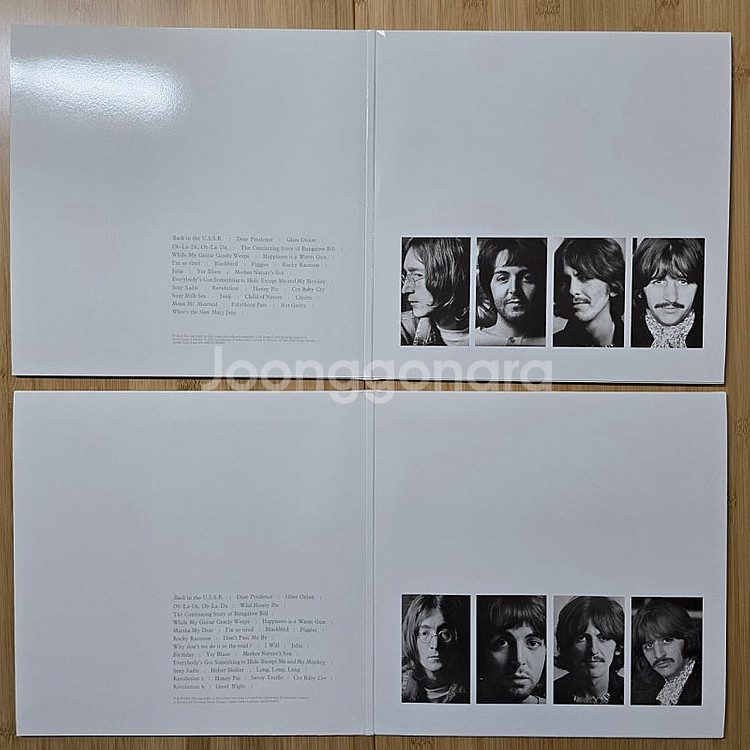 Back in the U.S.S.R. : Dear Prudence : Glass Onion :
Ob-La-Di, Ob-La-Da : The Continuing Story of Bungalow Bill :
While My Guitar Gently Weeps : Happiness is a Warm Gun :
I'm so tired : Blackbird : Piggies : Rocky Raccoon :
Julia : Yer Blues : Mother Nature's Son :
Everybody's Got Something to Hide Except Me and My Monkey :
Sexy Sadie : Revolution : Honey Pie : Cry Baby Cry :
Sour Milk Sea : Junk : Child of Nature : Circles :
Mean Mr. Mustard : Polythene Pam : Not Guilty :
What's the New Mary Jane
Joonggonara
Back in the U.S.S.R. : Dear Prudence : Glass Onion :
Ob-La-Di, Ob-La-Da : Wild Honey Pie :
The Continuing Story of Bungalow Bill :
While My Guitar Gently Weeps : Happiness is a Warm Gun :
Martha My Dear : I'm so tired : Blackbird : Piggies :
Rocky Raccoon : Don't Pass Me By :
Why don't we do it in the road ? : I Will : Julia :
Birthday : Yer Blues : Mother Nature's Son :
Everybody's Got Something to Hide Except Me and My Monkey :
Sexy Sadie : Helter Skelter : Long, Long, Long :
Revolution 1 : Honey Pie : Savoy Truffle : Cry Baby Cry :
Revolution 9 : Good Night